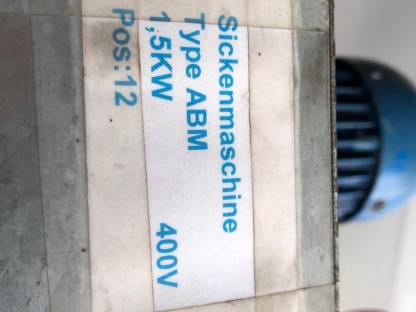 Sickenmaschine
Type ABM
1,5KW 400V
Pos:12